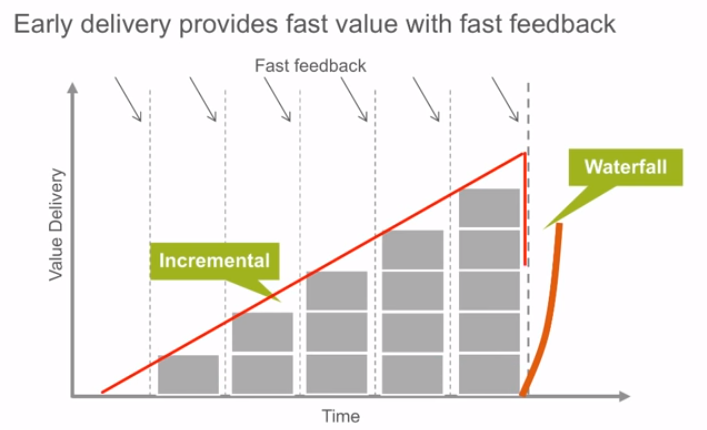 Early delivery provides fast value with fast feedback
Fast feedback
Waterfall
Value Delivery
Incremental
Time